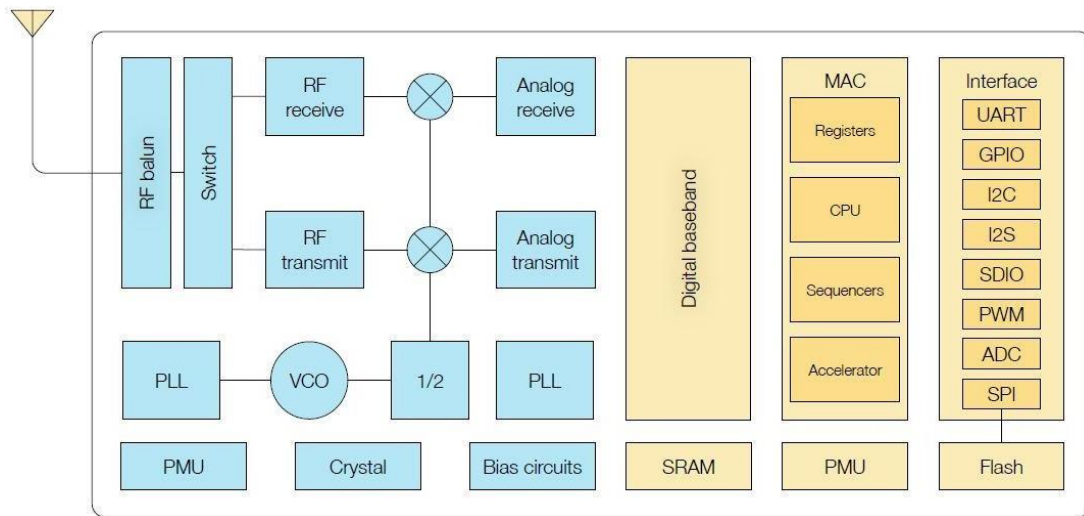 RF balun
Switch
RF
receive
Analog
receive
RF
transmit
Analog
transmit
PLL
VCO
1/2
PLL
PMU
Crystal
Bias circuits
Digital baseband
SRAM
MAC
Registers
CPU
Sequencers
Accelerator
PMU
Interface
UART
GPIO
I2C
I2S
SDIO
PWM
ADC
SPI
Flash